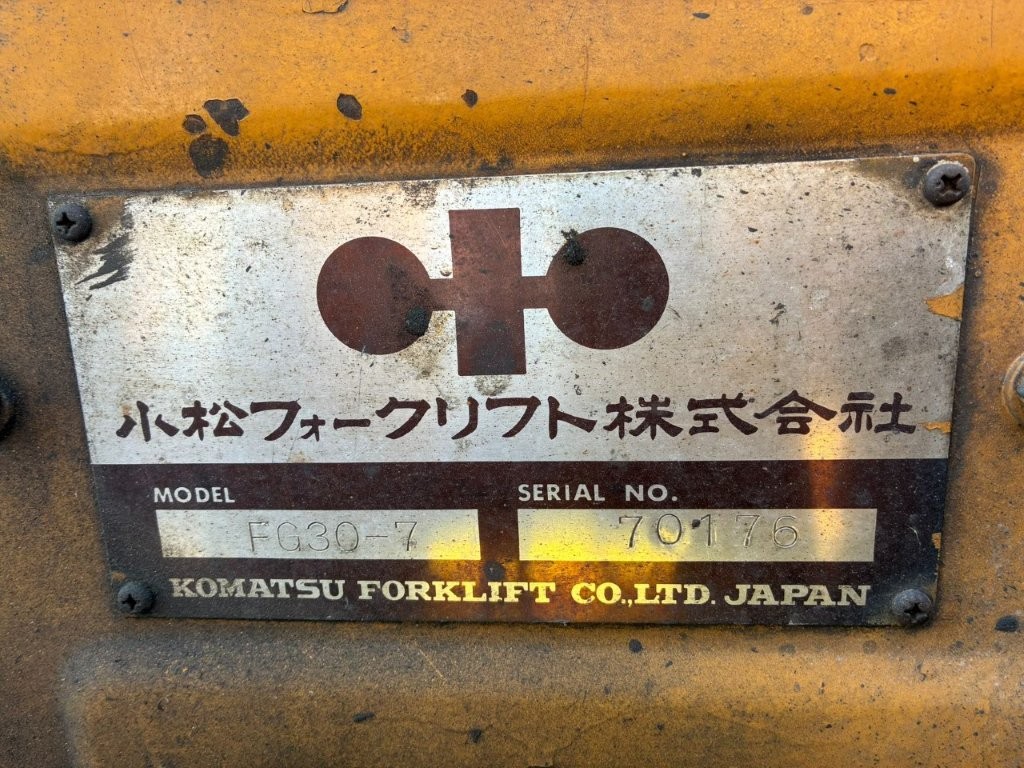 小松フォークリフト株式会社
MODEL SERIAL NO.
FG30-7 70176
KOMATSU FORKLIFT CO.,LTD. JAPAN